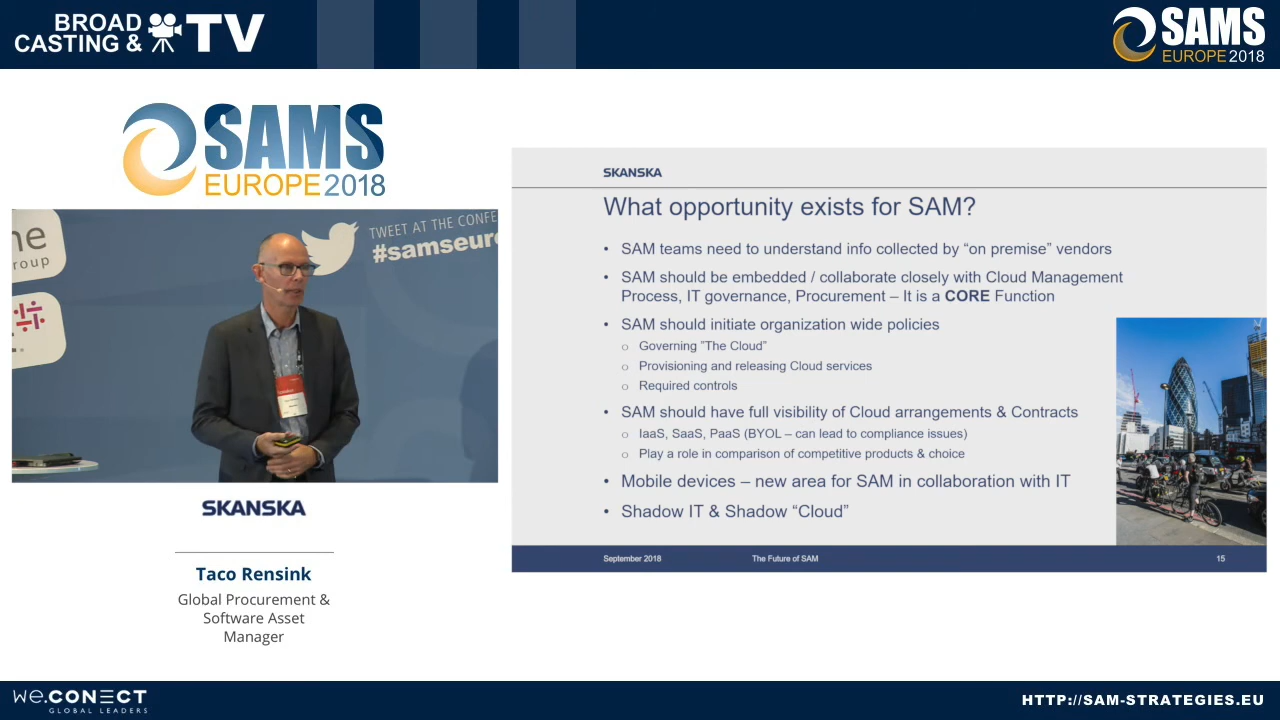 BROAD
CASTING & TV
SAMS
EUROPE 2018
SAMS
EUROPE 2018
TWEET AT THE CONFE
#samseuro
ne
roup
SKANSKA
Taco Rensink
Global Procurement &
Software Asset
Manager
SKANSKA
What opportunity exists for SAM?
• SAM teams need to understand info collected by “on premise” vendors
• SAM should be embedded / collaborate closely with Cloud Management
Process, IT governance, Procurement – It is a CORE Function
• SAM should initiate organization wide policies
o Governing ”The Cloud”
o Provisioning and releasing Cloud services
o Required controls
• SAM should have full visibility of Cloud arrangements & Contracts
o IaaS, SaaS, PaaS (BYOL – can lead to compliance issues)
o Play a role in comparison of competitive products & choice
• Mobile devices – new area for SAM in collaboration with IT
• Shadow IT & Shadow “Cloud”
September 2018 The Future of SAM 15
we.CONECT
GLOBAL LEADERS
HTTP://SAM-STRATEGIES.EU